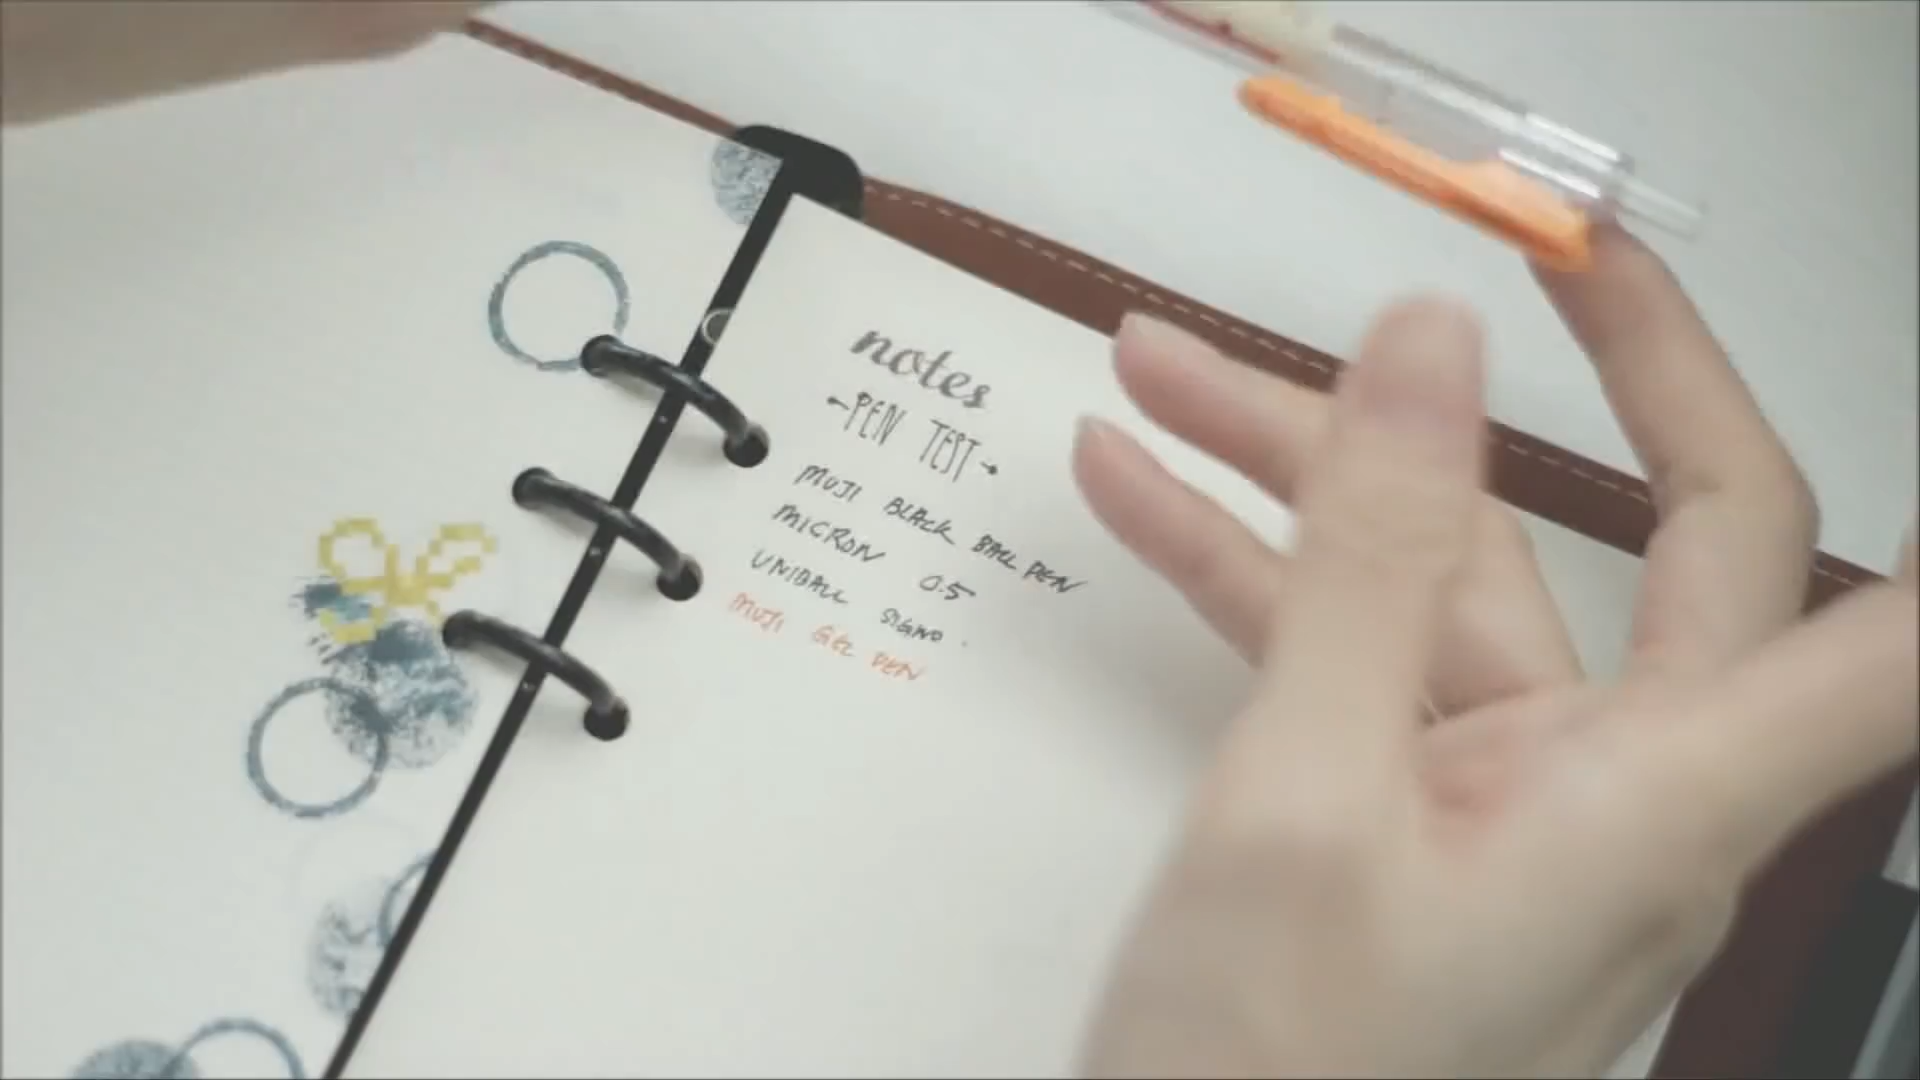 notes
←PEN TEST→
MUJI BLACK BALL PEN
MICRON 0.5
UNIBALL SIGNO.
MUJI GEL PEN